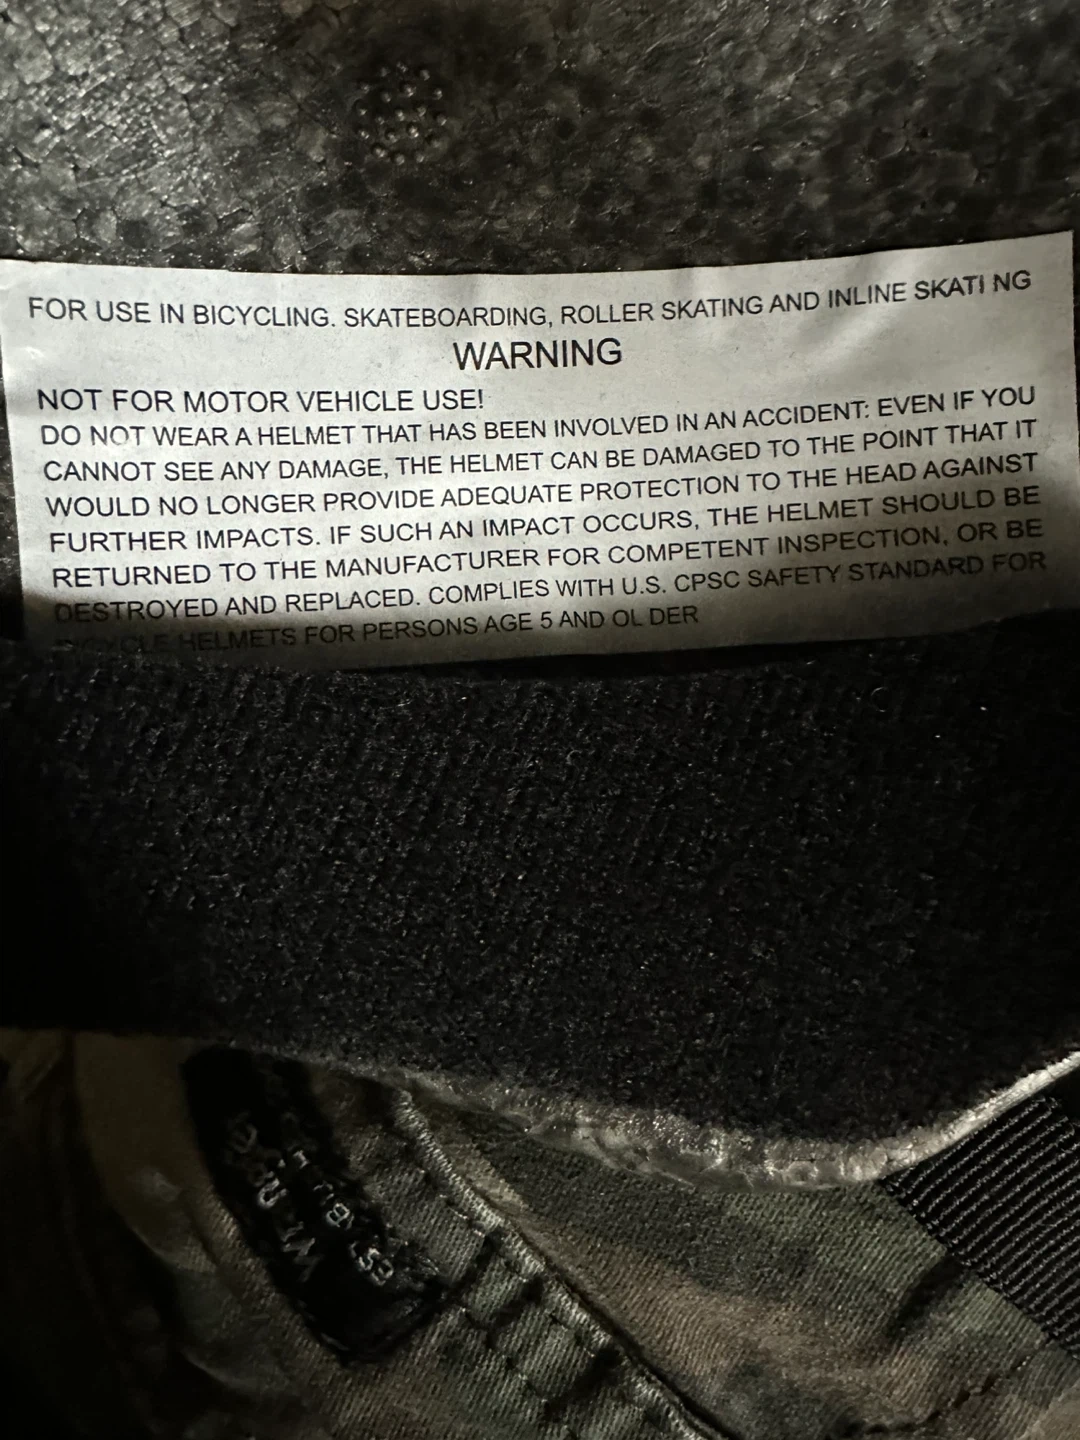 FOR USE IN BICYCLING. SKATEBOARDING, ROLLER SKATING AND INLINE SKATI NG
WARNING
NOT FOR MOTOR VEHICLE USE!
DO NOT WEAR A HELMET THAT HAS BEEN INVOLVED IN AN ACCIDENT: EVEN IF YOU
CANNOT SEE ANY DAMAGE, THE HELMET CAN BE DAMAGED TO THE POINT THAT IT
WOULD NO LONGER PROVIDE ADEQUATE PROTECTION TO THE HEAD AGAINST
FURTHER IMPACTS. IF SUCH AN IMPACT OCCURS, THE HELMET SHOULD BE
RETURNED TO THE MANUFACTURER FOR COMPETENT INSPECTION, OR BE
DESTROYED AND REPLACED. COMPLIES WITH U.S. CPSC SAFETY STANDARD FOR
BICYCLE HELMETS FOR PERSONS AGE 5 AND OL DER